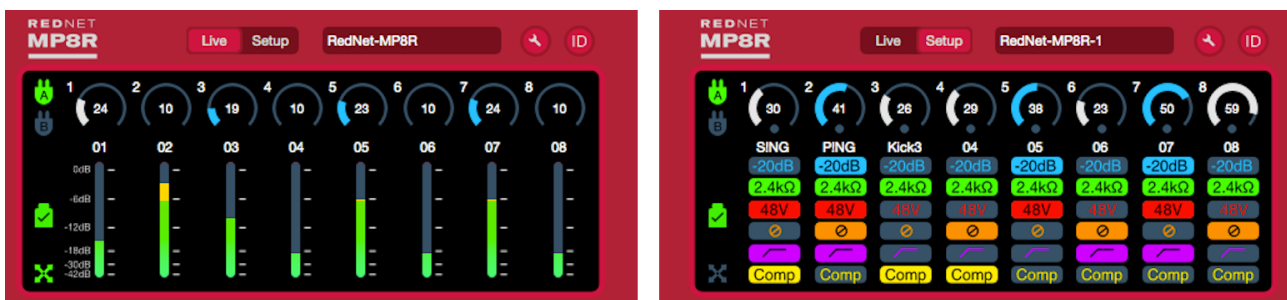 REDNET
MP8R
Live Setup RedNet-MP8R ID
A 1 2 3 4 5 6 7 8
24 10 19 10 23 10 24 10
B
01 02 03 04 05 06 07 08
0dB
-6dB
-12dB
-18dB
-30dB
-42dB
REDNET
MP8R
Live Setup RedNet-MP8R-1 ID
A 1 2 3 4 5 6 7 8
30 41 26 29 38 23 50 59
B
SING PING Kick3 04 05 06 07 08
-20dB -20dB -20dB -20dB -20dB -20dB -20dB -20dB
2.4kΩ 2.4kΩ 2.4kΩ 2.4kΩ 2.4kΩ 2.4kΩ 2.4kΩ 2.4kΩ
48V 48V 48V 48V 48V 48V 48V 48V
Comp Comp Comp Comp Comp Comp Comp Comp